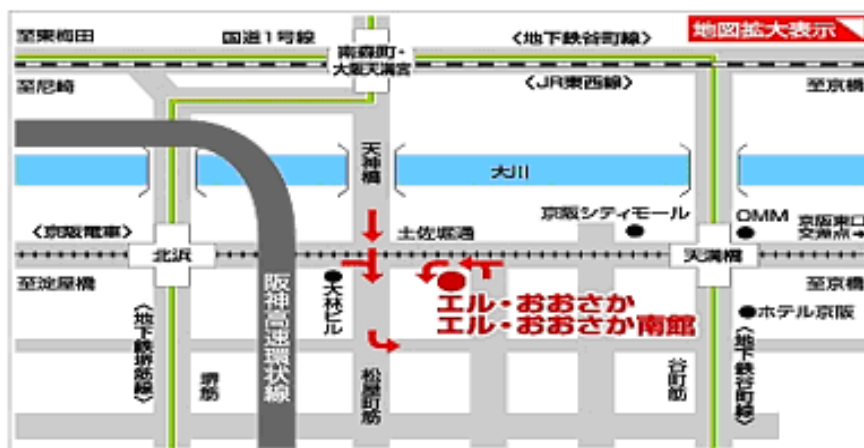 至東梅田
国道1号線
南森町・
大阪天満宮
〈地下鉄谷町線〉
地図拡大表示
至尼崎
〈JR東西線〉
至京橋
天神橋
大川
京阪シティモール
OMM
京阪東口
交差点→
〈京阪電車〉
土佐堀通
北浜
天満橋
至淀屋橋
大林ビル
阪神高速環状線
エル・おおさか
エル・おおさか南館
至京橋
ホテル京阪
〈地下鉄堺筋線〉
堺筋
松屋町筋
谷町筋
〈地下鉄谷町線〉